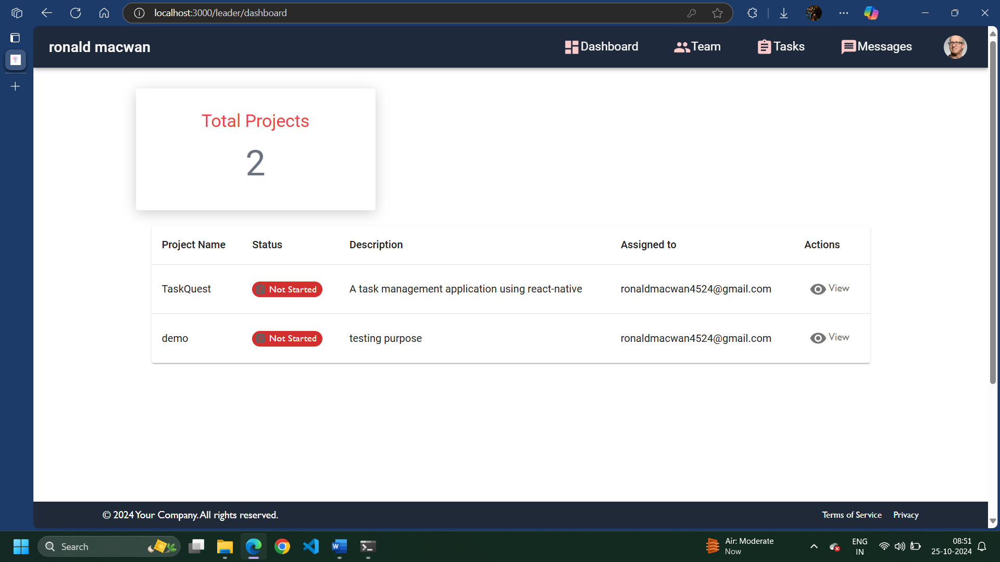 localhost:3000/leader/dashboard
ronald macwan
Dashboard
Team
Tasks
Messages
Total Projects
2
Project Name Status Description Assigned to Actions
TaskQuest Not Started A task management application using react-native ronaldmacwan4524@gmail.com View
demo Not Started testing purpose ronaldmacwan4524@gmail.com View
© 2024 Your Company. All rights reserved.
Terms of Service Privacy
Search
Air: Moderate
Now
ENG
IN
08:51
25-10-2024